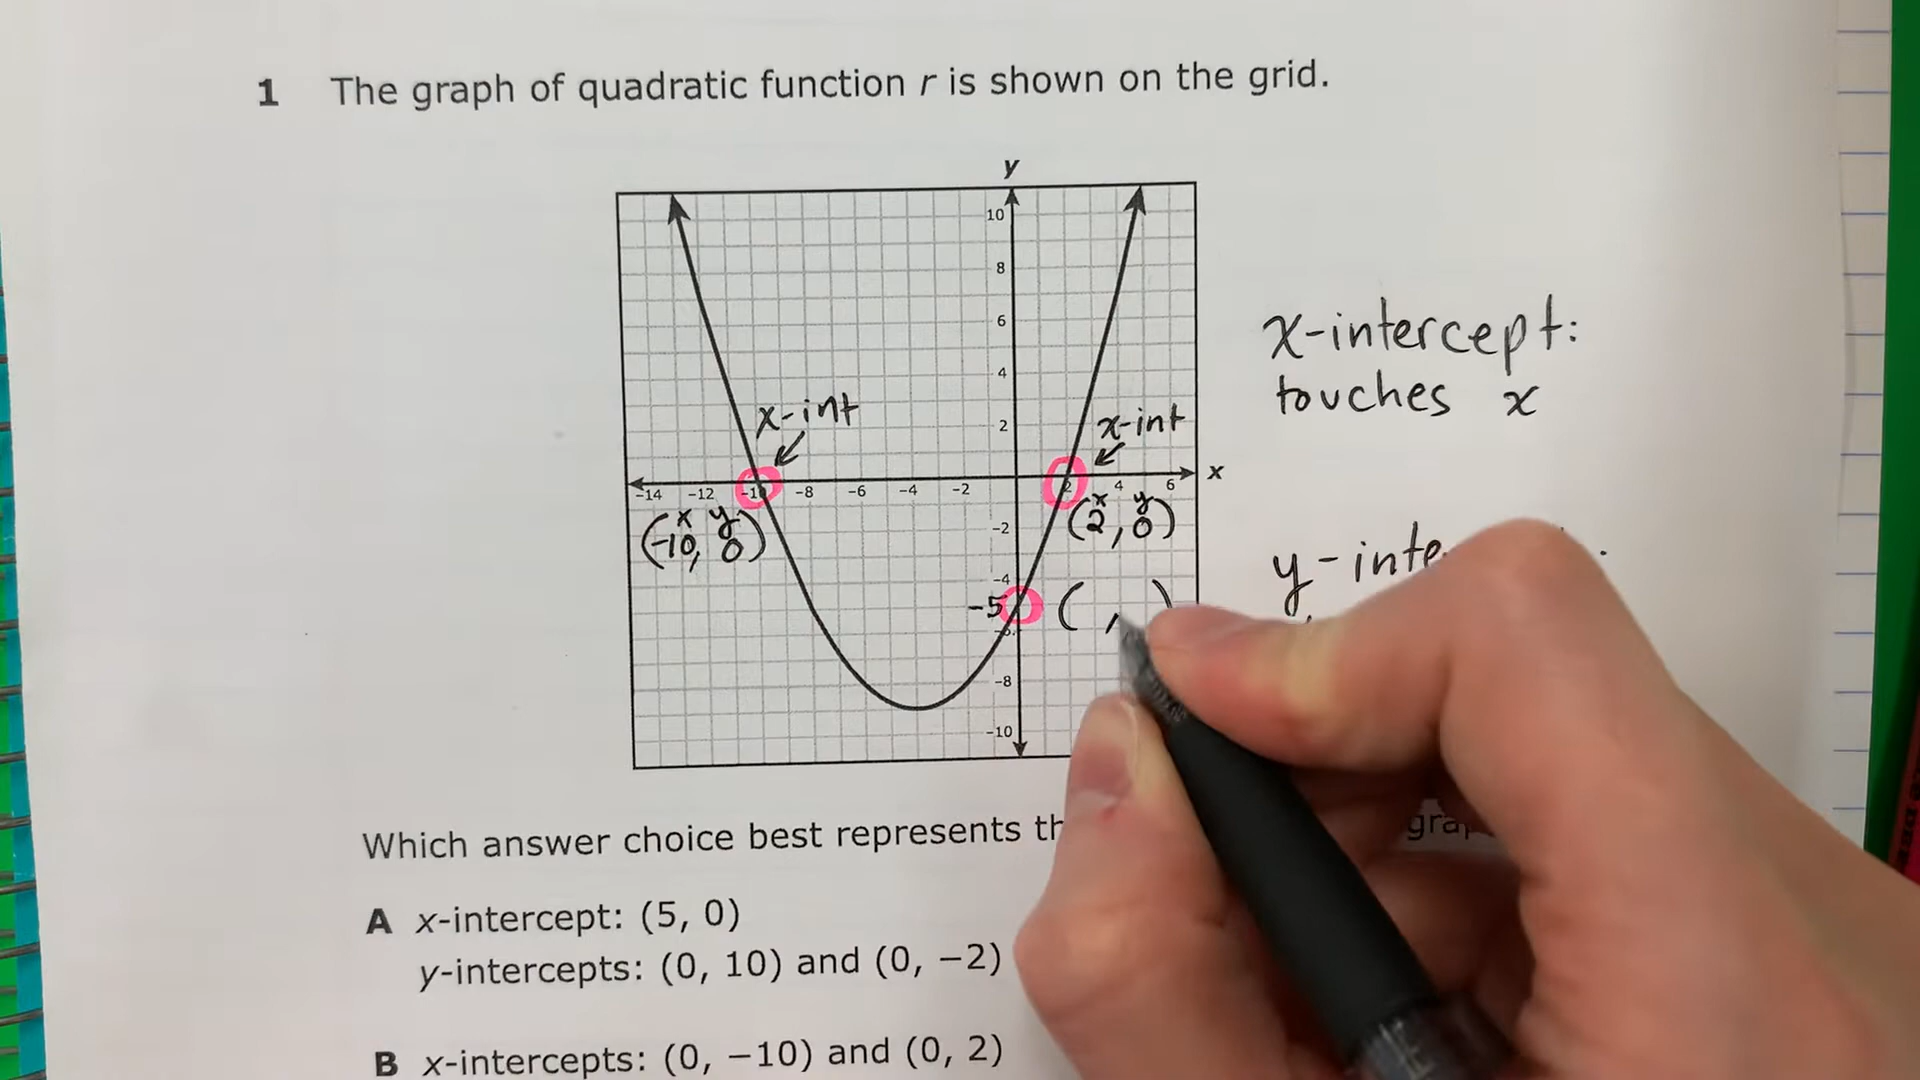 1 The graph of quadratic function r is shown on the grid.
y
10
8
6
4
2
x-int
x-int
x
-14 -12 -10 -8 -6 -4 -2 2 4 6
x y
(-10, 0)
x y
(2, 0)
-2
-4
-5 ( , )
-8
-10
x-intercept:
touches x
y-inte
Which answer choice best represents th
A x-intercept: (5, 0)
y-intercepts: (0, 10) and (0, −2)
B x-intercepts: (0, −10) and (0, 2)